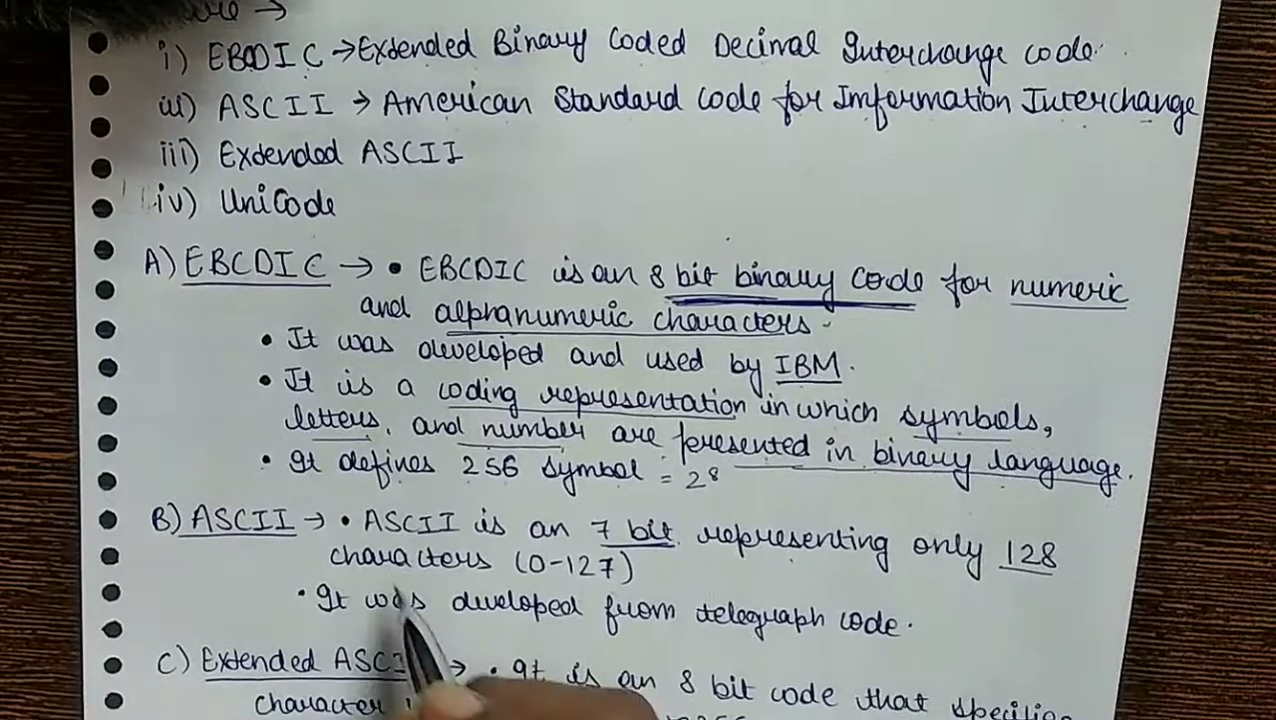 i) EBCDIC → Extended Binary Coded Decimal Interchange code.
ii) ASCII → American Standard Code for Information Interchange
iii) Extended ASCII
iv) UniCode
A) EBCDIC → • EBCDIC is an 8 bit binary code for numeric
and alphanumeric characters.
• It was developed and used by IBM.
• It is a coding representation in which symbols,
letters, and number are presented in binary language.
• It defines 256 symbol = 2⁸
B) ASCII → • ASCII is an 7 bit representing only 128
characters (0-127)
• It was developed from telegraph code.
C) Extended ASCI → • It is an 8 bit code that
character